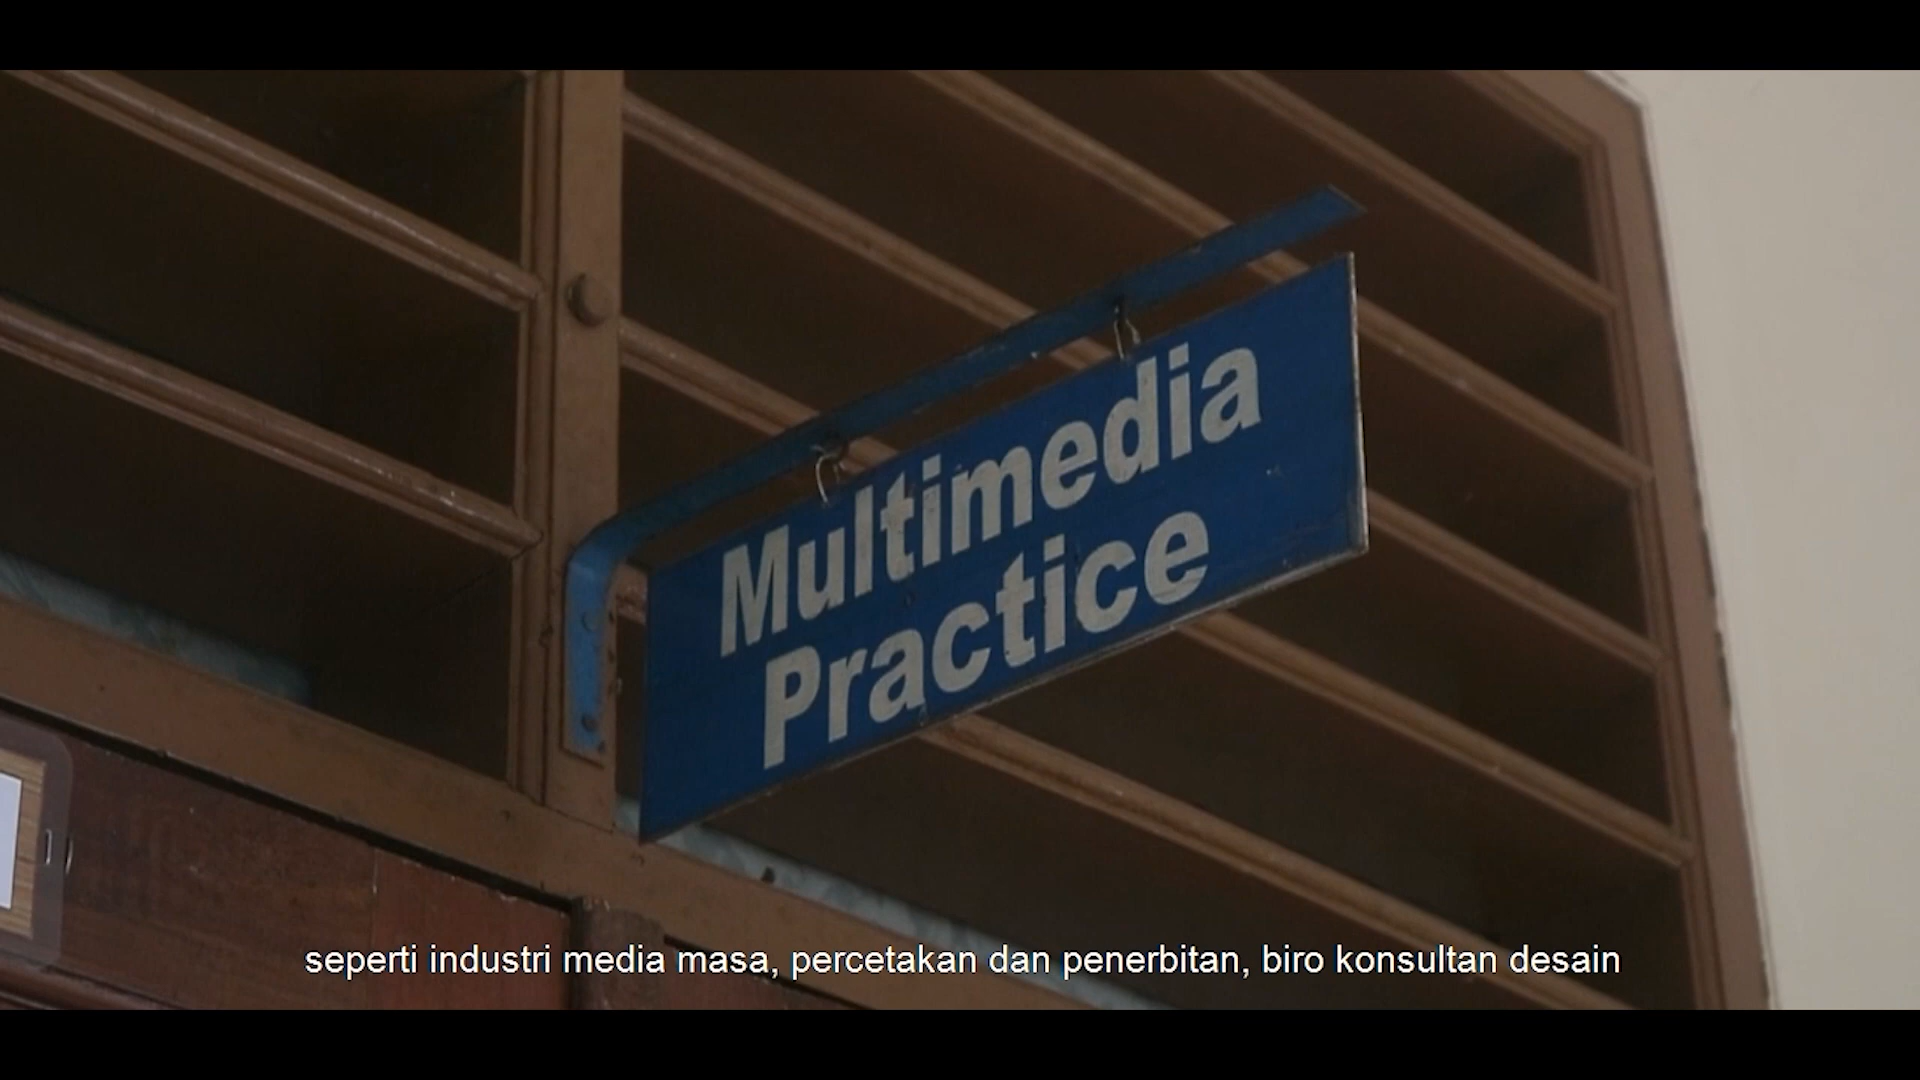 Multimedia
Practice
seperti industri media masa, percetakan dan penerbitan, biro konsultan desain